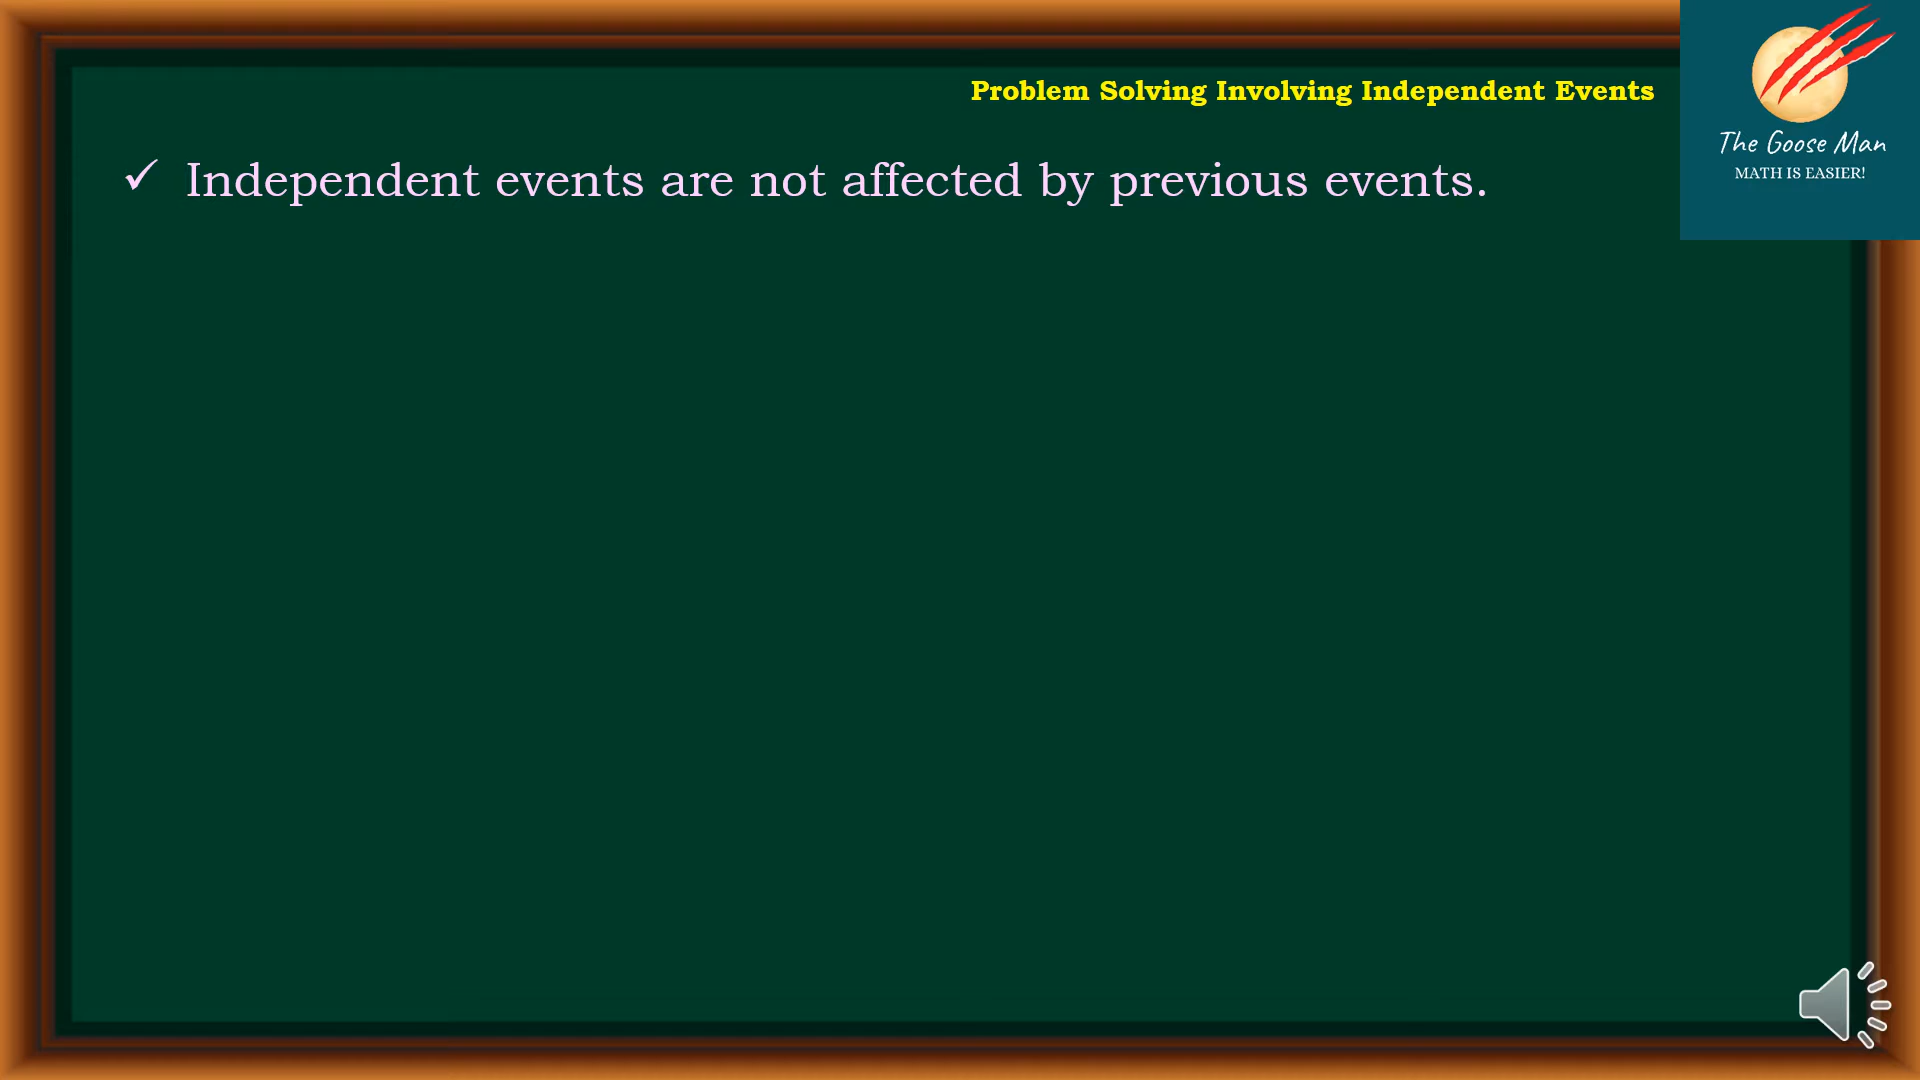 Problem Solving Involving Independent Events
The Goose Man
MATH IS EASIER!
✓ Independent events are not affected by previous events.